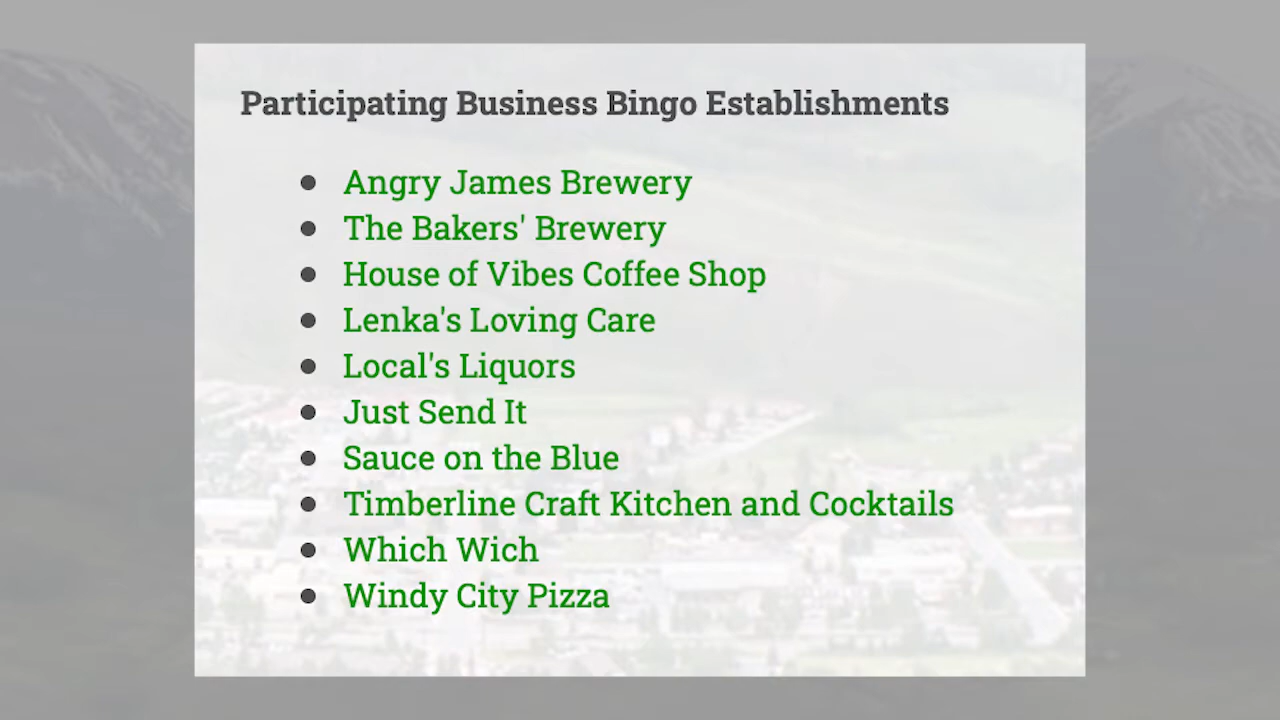 Participating Business Bingo Establishments
Angry James Brewery
The Bakers' Brewery
House of Vibes Coffee Shop
Lenka's Loving Care
Local's Liquors
Just Send It
Sauce on the Blue
Timberline Craft Kitchen and Cocktails
Which Wich
Windy City Pizza